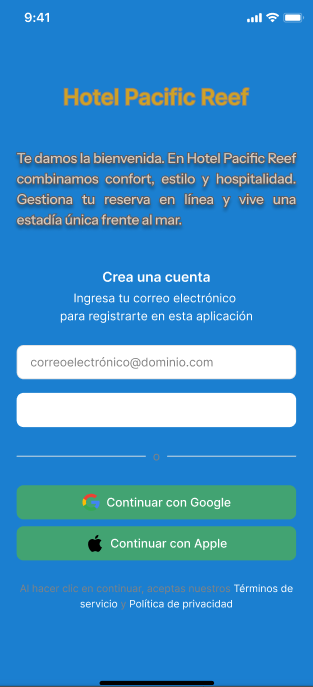 9:41
Hotel Pacific Reef
Te damos la bienvenida. En Hotel Pacific Reef
combinamos confort, estilo y hospitalidad.
Gestiona tu reserva en línea y vive una
estadía única frente al mar.
Crea una cuenta
Ingresa tu correo electrónico
para registrarte en esta aplicación
correoelectrónico@dominio.com
o
Continuar con Google
Continuar con Apple
Al hacer clic en continuar, aceptas nuestros Términos de
servicio y Política de privacidad